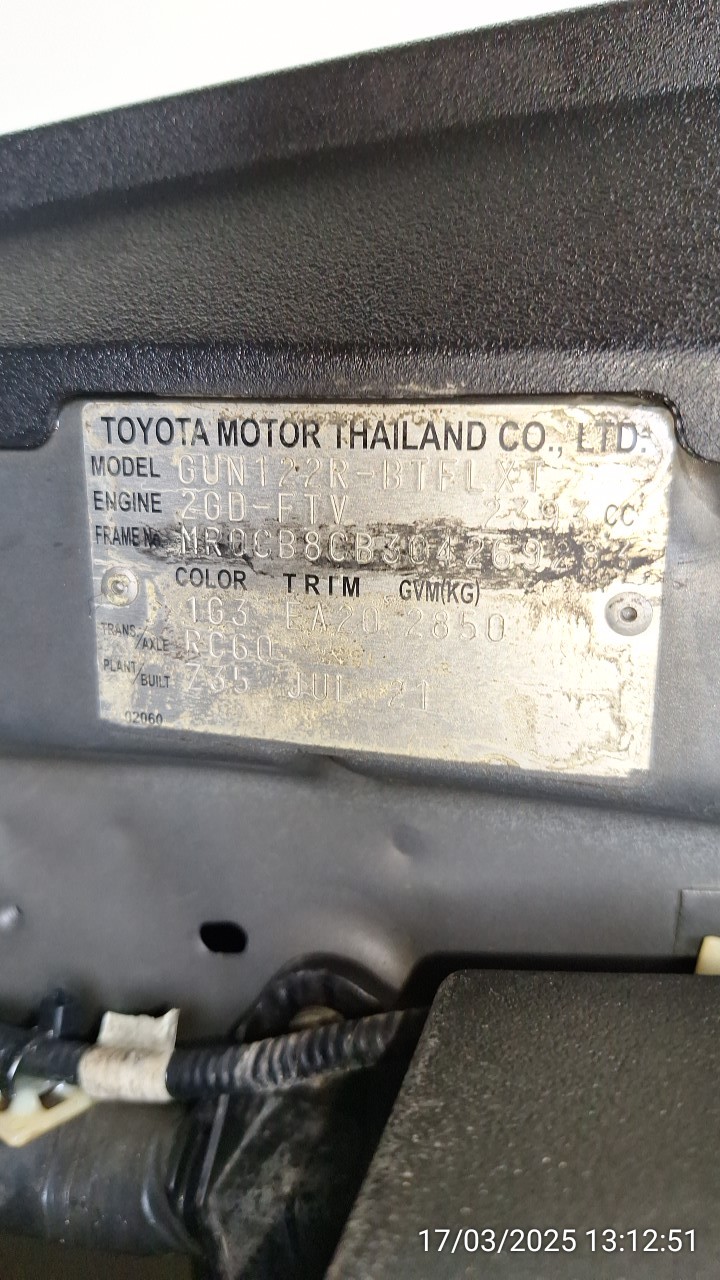 TOYOTA MOTOR THAILAND CO., LTD.
MODEL GUN122R-BTFLXT
ENGINE 2GD-FTV 2393 CC
FRAME No.
COLOR TRIM GVM(KG)
1G3 FA20 2850
TRANS/AXLE RC60
PLANT/BUILT Z35 JUL 21
02060
17/03/2025 13:12:51